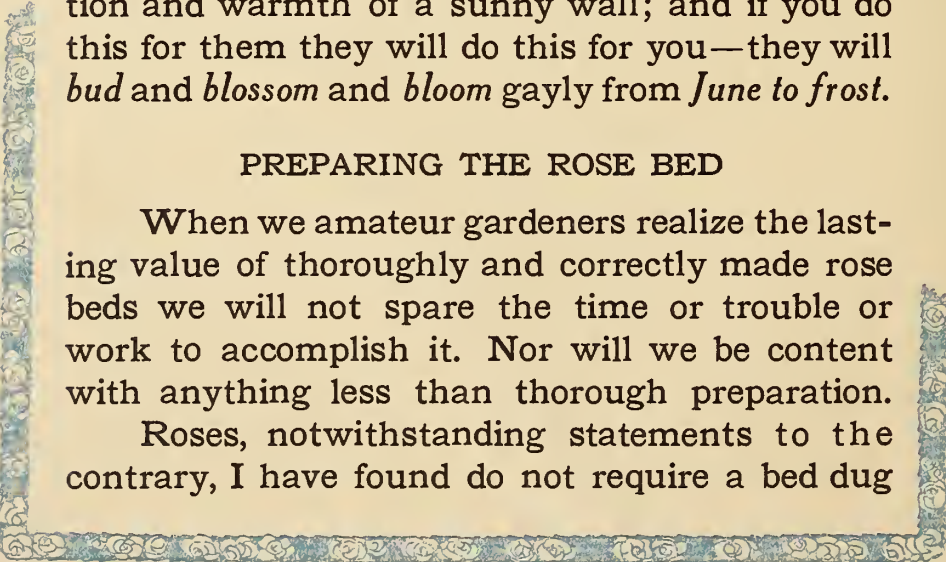 tion and warmth of a sunny wall; and if you do
this for them they will do this for you—they will
bud and blossom and bloom gayly from June to frost.
PREPARING THE ROSE BED
When we amateur gardeners realize the last-
ing value of thoroughly and correctly made rose
beds we will not spare the time or trouble or
work to accomplish it. Nor will we be content
with anything less than thorough preparation.
Roses, notwithstanding statements to the
contrary, I have found do not require a bed dug